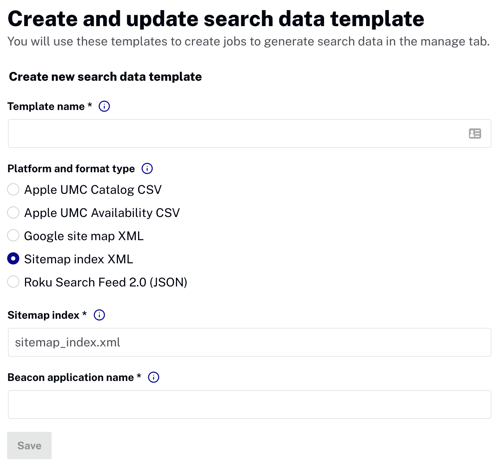 Create and update search data template
You will use these templates to create jobs to generate search data in the manage tab.
Create new search data template
Template name *
Platform and format type
Apple UMC Catalog CSV
Apple UMC Availability CSV
Google site map XML
Sitemap index XML
Roku Search Feed 2.0 (JSON)
Sitemap index *
sitemap_index.xml
Beacon application name *
Save